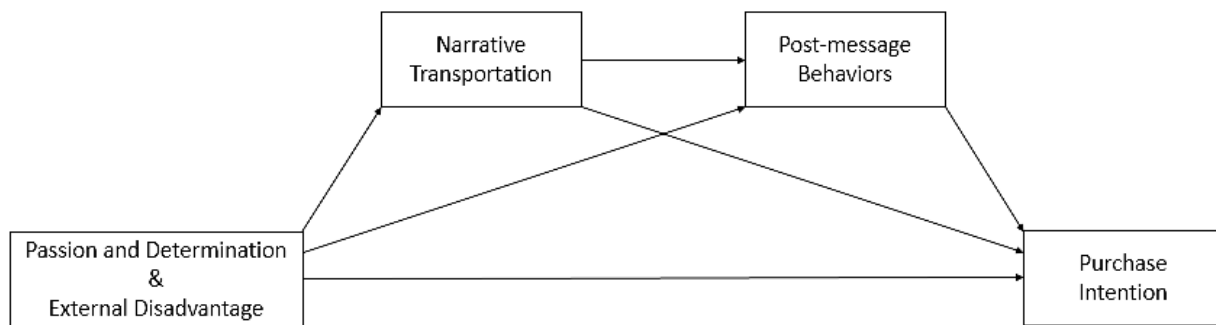 Narrative
Transportation
Post-message
Behaviors
Passion and Determination
&
External Disadvantage
Purchase
Intention